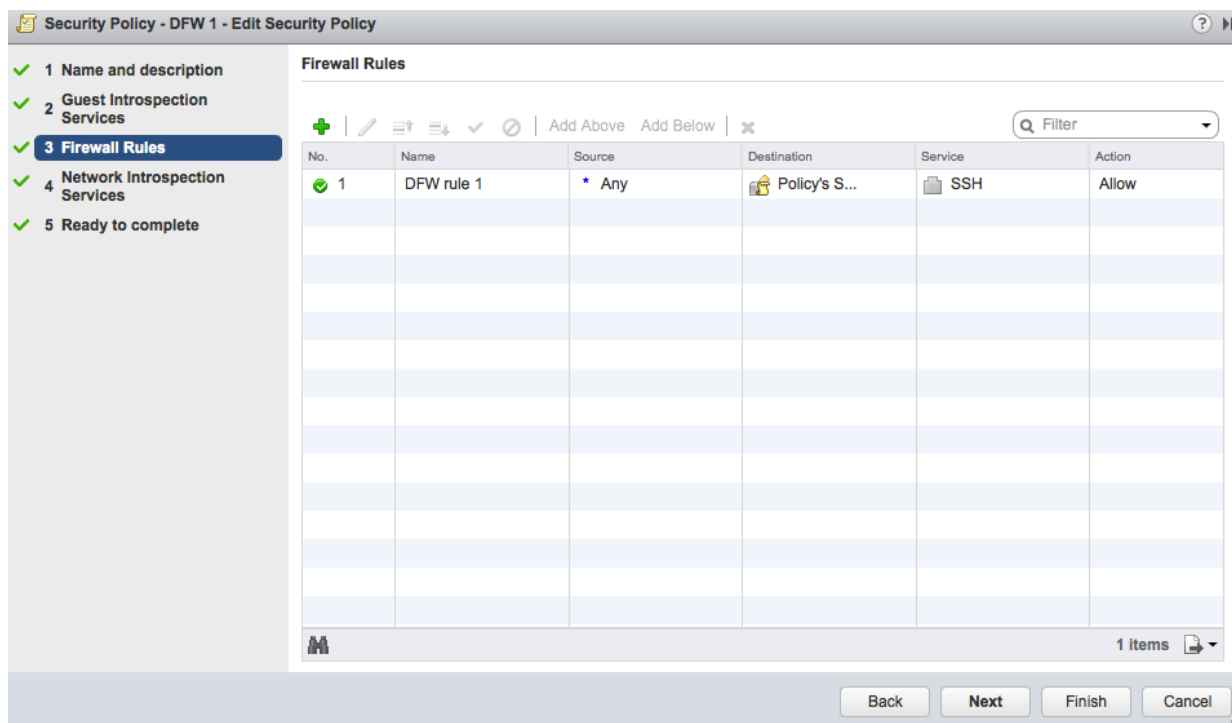 Security Policy - DFW 1 - Edit Security Policy
?
1 Name and description
2 Guest Introspection
Services
3 Firewall Rules
4 Network Introspection
Services
5 Ready to complete
Firewall Rules
Add Above Add Below
Filter
No. Name Source Destination Service Action
1 DFW rule 1 * Any Policy's S... SSH Allow
1 items
Back Next Finish Cancel